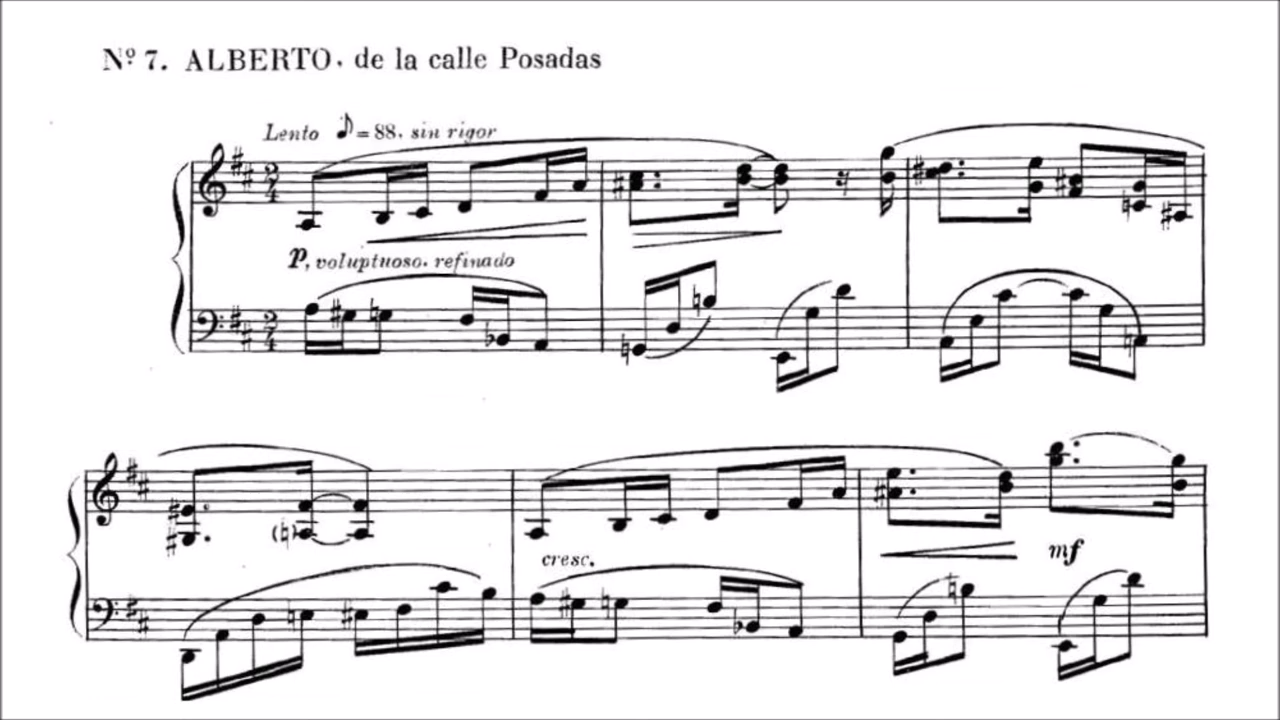 Nº 7. ALBERTO, de la calle Posadas
Lento ♪=88. sin rigor
P, voluptuoso. refinado
cresc.
mf